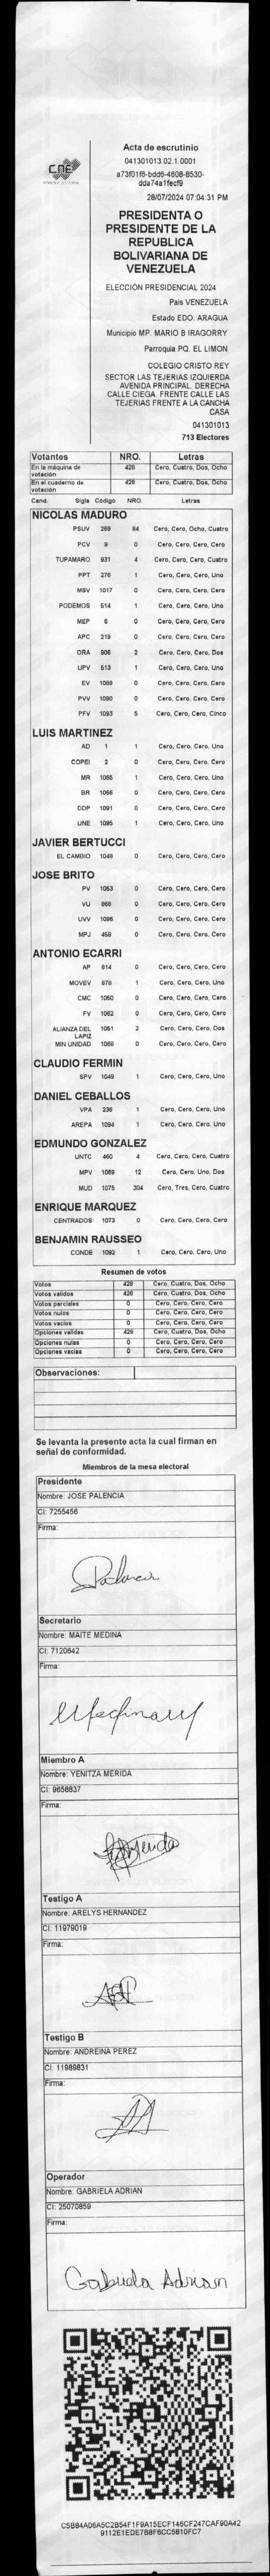 CNE
Acta de escrutinio
041301013.02.1.0001
a73f01f6-bdd6-4608-8530-
dda74a1fecf9
28/07/2024 07:04:31 PM
PRESIDENTA O
PRESIDENTE DE LA
REPUBLICA
BOLIVARIANA DE
VENEZUELA
ELECCIÓN PRESIDENCIAL 2024
Pais VENEZUELA
Estado EDO. ARAGUA
Municipio MP. MARIO B IRAGORRY
Parroquia PQ. EL LIMON
COLEGIO CRISTO REY
SECTOR LAS TEJERIAS IZQUIERDA
AVENIDA PRINCIPAL. DERECHA
CALLE CIEGA. FRENTE CALLE LAS
TEJERIAS FRENTE A LA CANCHA
CASA
041301013
713 Electores
Votantes NRO. Letras
En la máquina de votación 428 Cero, Cuatro, Dos, Ocho
En el cuaderno de votación 428 Cero, Cuatro, Dos, Ocho
Cand. Sigla Código NRO. Letras
NICOLAS MADURO
PSUV 269 84 Cero, Cero, Ocho, Cuatro
PCV 9 0 Cero, Cero, Cero, Cero
TUPAMARO 931 4 Cero, Cero, Cero, Cuatro
PPT 276 1 Cero, Cero, Cero, Uno
MSV 1017 0 Cero, Cero, Cero, Cero
PODEMOS 514 1 Cero, Cero, Cero, Uno
MEP 6 0 Cero, Cero, Cero, Cero
APC 219 0 Cero, Cero, Cero, Cero
ORA 906 2 Cero, Cero, Cero, Dos
UPV 513 1 Cero, Cero, Cero, Uno
EV 1089 0 Cero, Cero, Cero, Cero
PVV 1090 0 Cero, Cero, Cero, Cero
PFV 1093 5 Cero, Cero, Cero, Cinco
LUIS MARTINEZ
AD 1 1 Cero, Cero, Cero, Uno
COPEI 2 0 Cero, Cero, Cero, Cero
MR 1065 1 Cero, Cero, Cero, Uno
BR 1066 0 Cero, Cero, Cero, Cero
DDP 1091 0 Cero, Cero, Cero, Cero
UNE 1095 1 Cero, Cero, Cero, Uno
JAVIER BERTUCCI
EL CAMBIO 1048 0 Cero, Cero, Cero, Cero
JOSE BRITO
PV 1053 0 Cero, Cero, Cero, Cero
VU 868 0 Cero, Cero, Cero, Cero
UVV 1096 0 Cero, Cero, Cero, Cero
MPJ 458 0 Cero, Cero, Cero, Cero
ANTONIO ECARRI
AP 614 0 Cero, Cero, Cero, Cero
MOVEV 878 1 Cero, Cero, Cero, Uno
CMC 1050 0 Cero, Cero, Cero, Cero
FV 1062 0 Cero, Cero, Cero, Cero
ALIANZA DEL LAPIZ 1051 2 Cero, Cero, Cero, Dos
MIN UNIDAD 1068 0 Cero, Cero, Cero, Cero
CLAUDIO FERMIN
SPV 1049 1 Cero, Cero, Cero, Uno
DANIEL CEBALLOS
VPA 236 1 Cero, Cero, Cero, Uno
AREPA 1094 1 Cero, Cero, Cero, Uno
EDMUNDO GONZALEZ
UNTC 460 4 Cero, Cero, Cero, Cuatro
MPV 1069 12 Cero, Cero, Uno, Dos
MUD 1075 304 Cero, Tres, Cero, Cuatro
ENRIQUE MARQUEZ
CENTRADOS 1073 0 Cero, Cero, Cero, Cero
BENJAMIN RAUSSEO
CONDE 1092 1 Cero, Cero, Cero, Uno
Resumen de votos
Votos 428 Cero, Cuatro, Dos, Ocho
Votos validos 428 Cero, Cuatro, Dos, Ocho
Votos parciales 0 Cero, Cero, Cero, Cero
Votos nulos 0 Cero, Cero, Cero, Cero
Votos vacios 0 Cero, Cero, Cero, Cero
Opciones validas 428 Cero, Cuatro, Dos, Ocho
Opciones nulas 0 Cero, Cero, Cero, Cero
Opciones vacias 0 Cero, Cero, Cero, Cero
Observaciones:
Se levanta la presente acta la cual firman en
señal de conformidad.
Miembros de la mesa electoral
Presidente
Nombre: JOSE PALENCIA
CI: 7255456
Firma:
Secretario
Nombre: MAITE MEDINA
CI: 7120642
Firma:
Miembro A
Nombre: YENITZA MERIDA
CI: 9658837
Firma:
Testigo A
Nombre: ARELYS HERNANDEZ
CI: 11979019
Firma:
Testigo B
Nombre: ANDREINA PEREZ
CI: 11989831
Firma:
Operador
Nombre: GABRIELA ADRIAN
CI: 25070859
Firma:
Gabriela Adrian
C5B84A06A5C2B54F1F9A15ECF146CF247CAF90A42
9112E1EDE7B8F6CC5810FC7